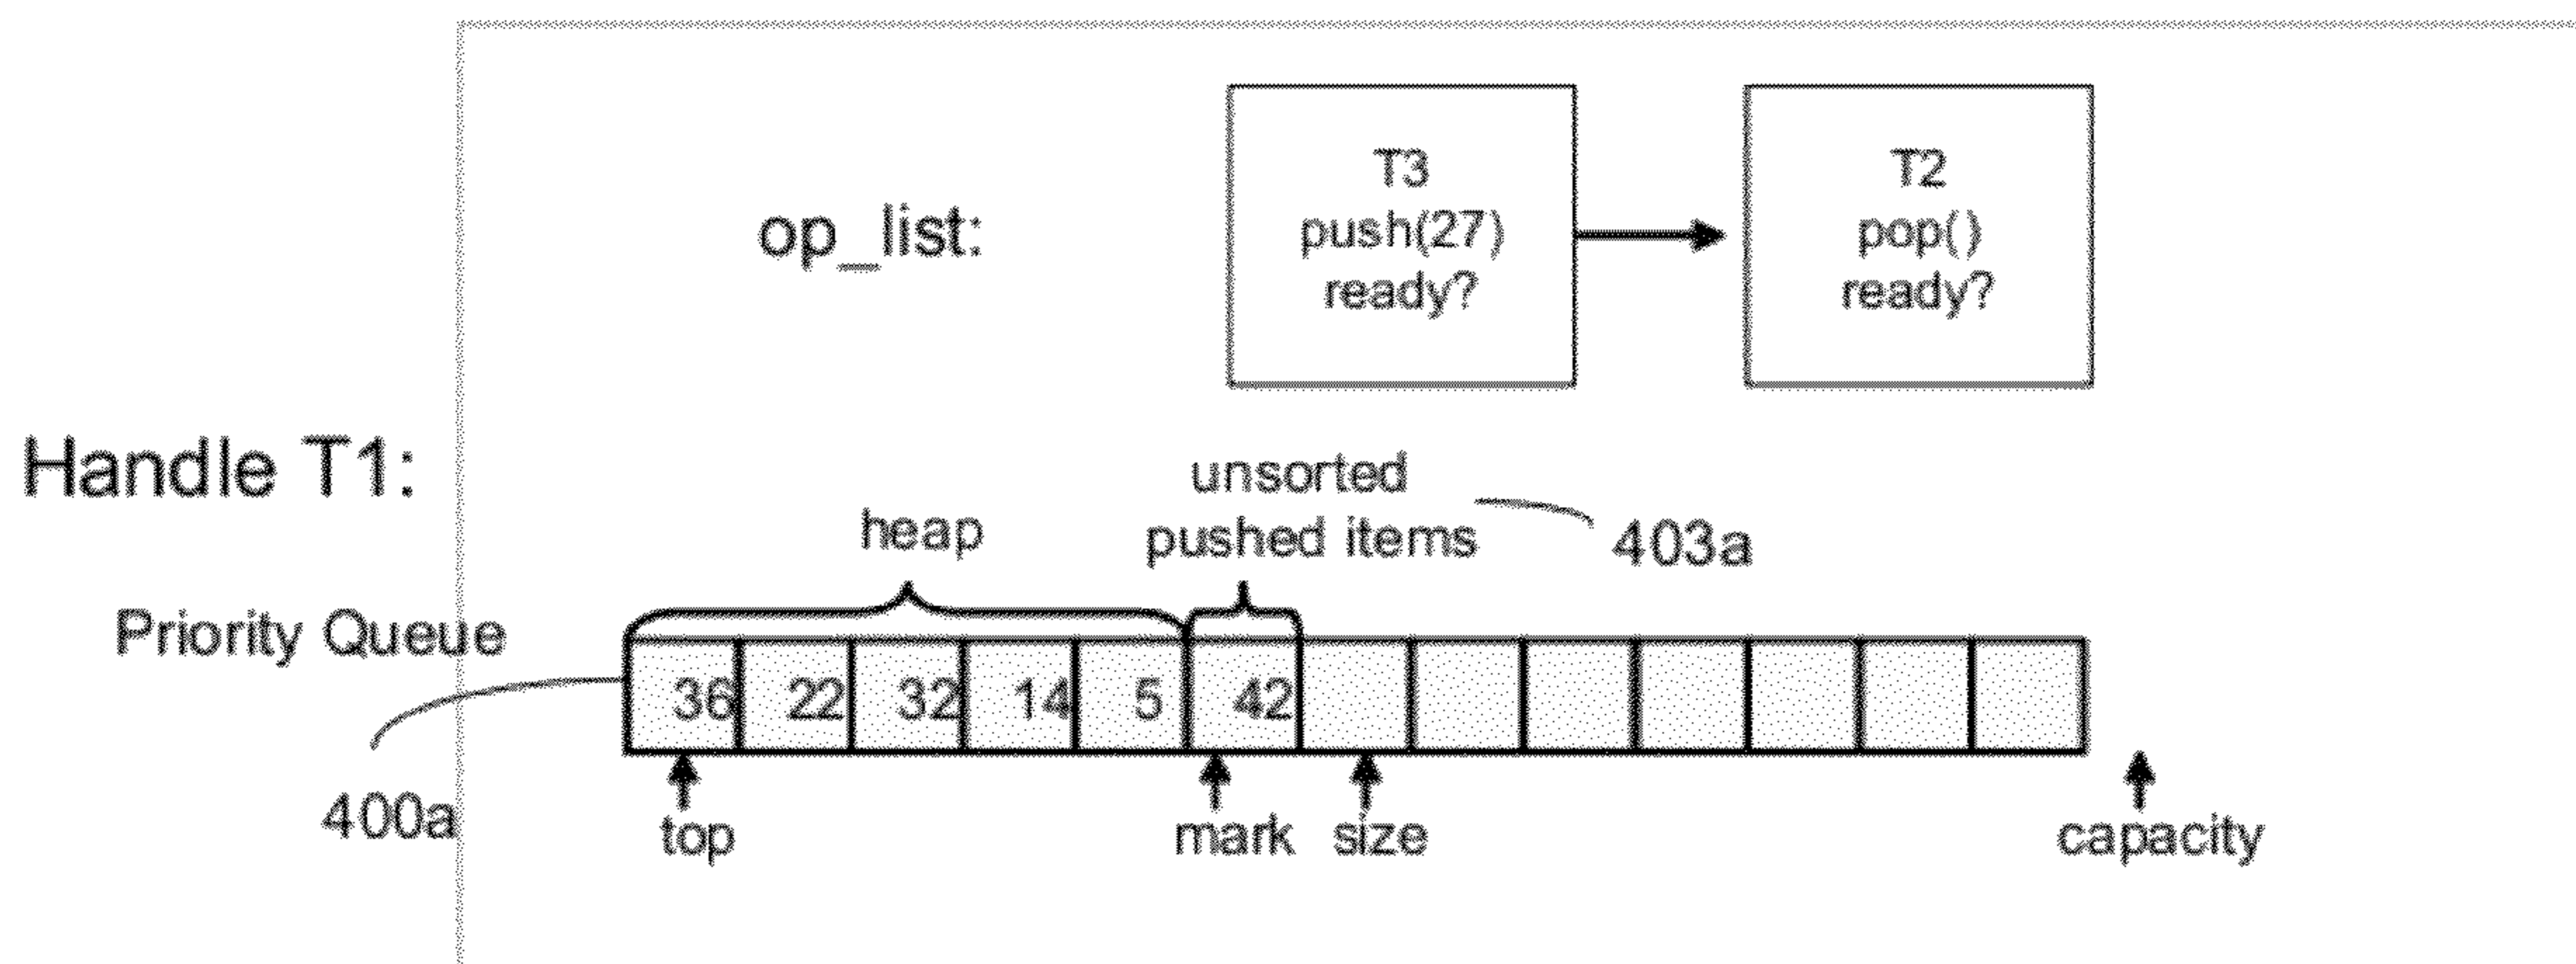 T3
push(27)
ready?
T2
pop()
ready?
op_list:
Handle T1:
heap
unsorted
pushed items
403a
Priority Queue
36 22 32 14 5 42
400a
top
mark
size
capacity